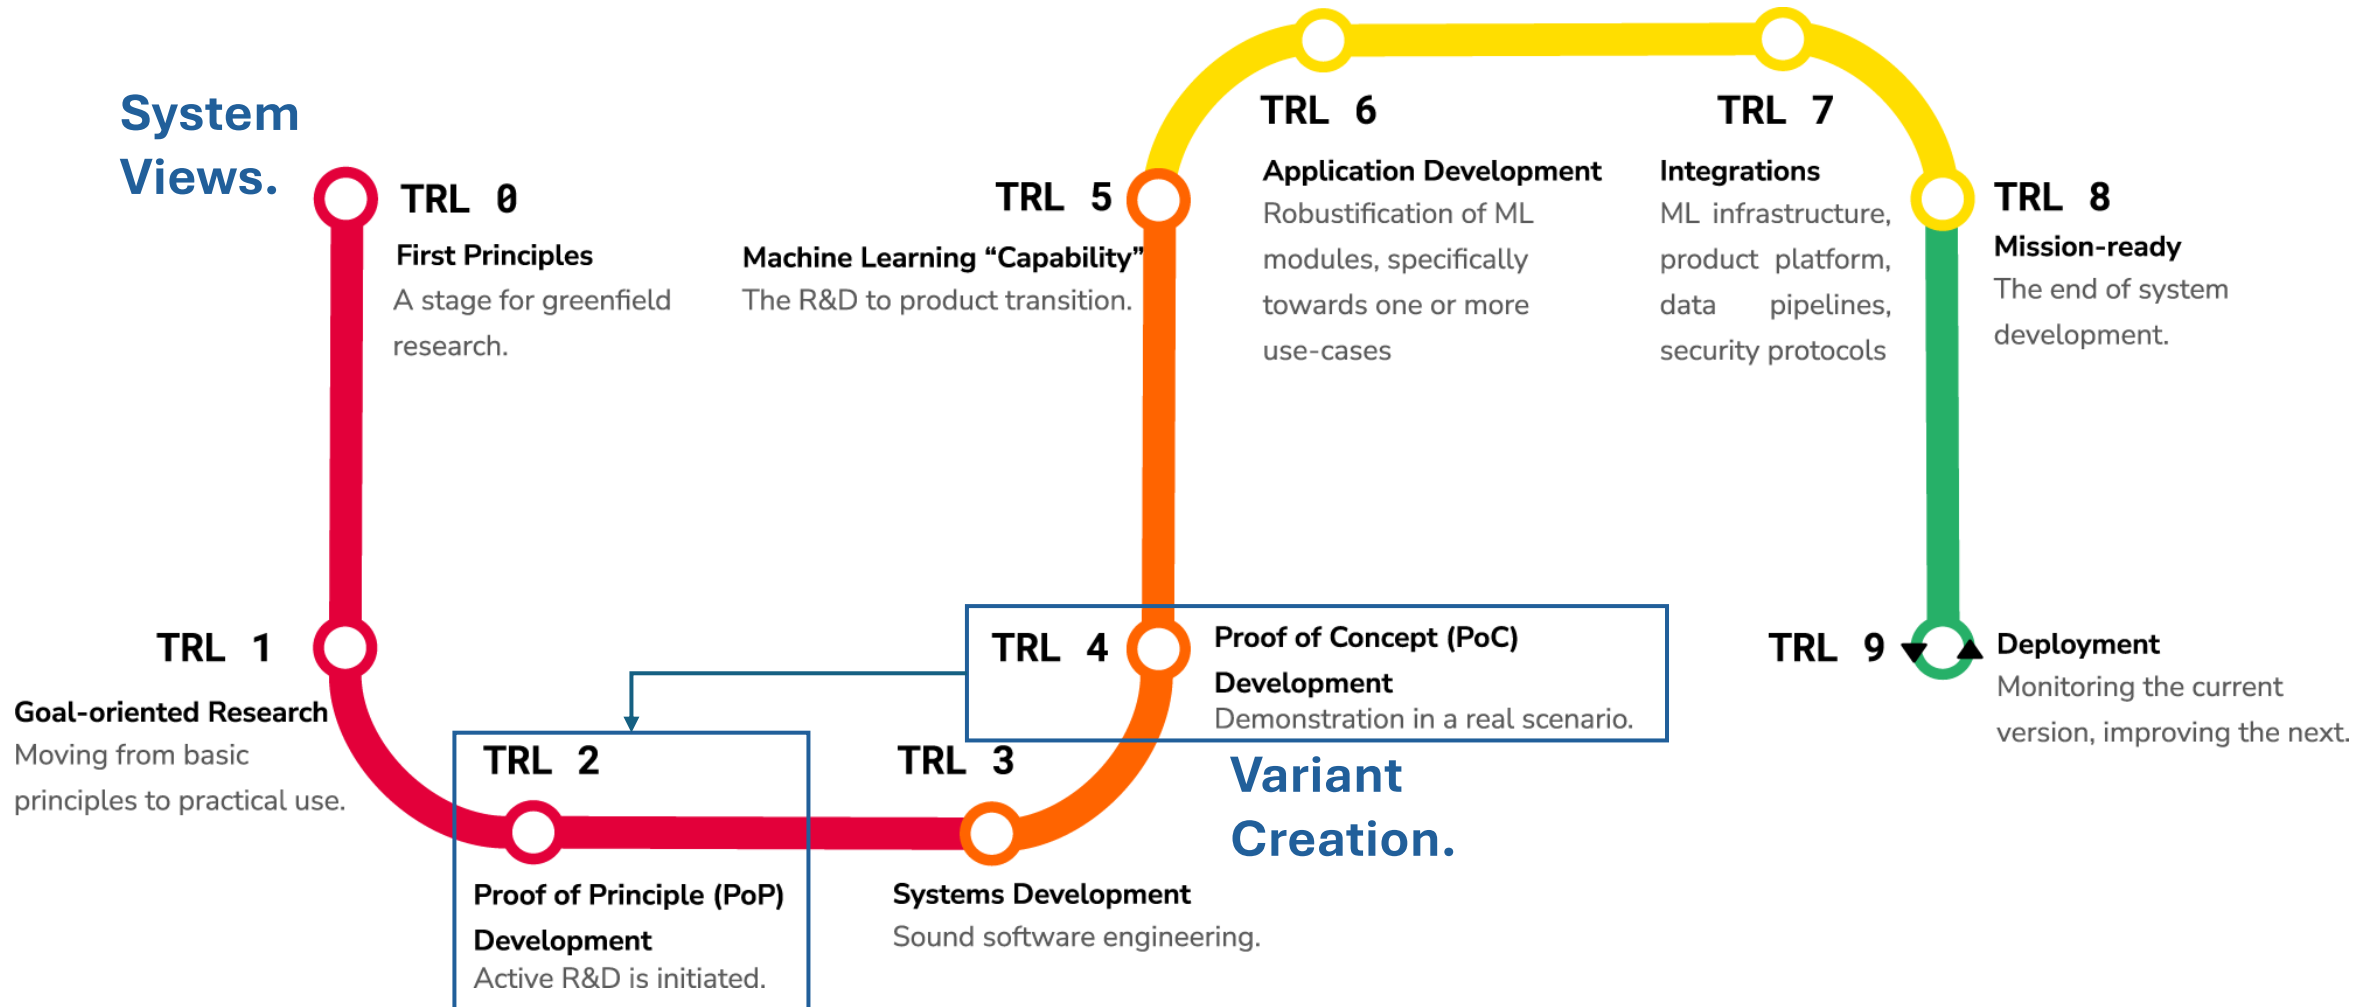 System
Views.
TRL 0
First Principles
A stage for greenfield
research.
TRL 1
Goal-oriented Research
Moving from basic
principles to practical use.
TRL 2
Proof of Principle (PoP)
Development
Active R&D is initiated.
TRL 3
Systems Development
Sound software engineering.
TRL 4
Proof of Concept (PoC)
Development
Demonstration in a real scenario.
Variant
Creation.
TRL 5
Machine Learning “Capability”
The R&D to product transition.
TRL 6
Application Development
Robustification of ML
modules, specifically
towards one or more
use-cases
TRL 7
Integrations
ML infrastructure,
product platform,
data pipelines,
security protocols
TRL 8
Mission-ready
The end of system
development.
TRL 9
Deployment
Monitoring the current
version, improving the next.